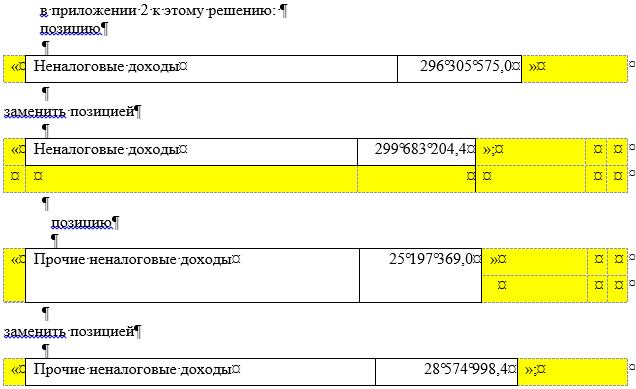 в приложении 2 к этому решению:
позицию
« Неналоговые доходы 296 305 575,0 »
заменить позицией
« Неналоговые доходы 299 683 204,4 »;
позицию
« Прочие неналоговые доходы 25 197 369,0 »
заменить позицией
« Прочие неналоговые доходы 28 574 998,4 »;